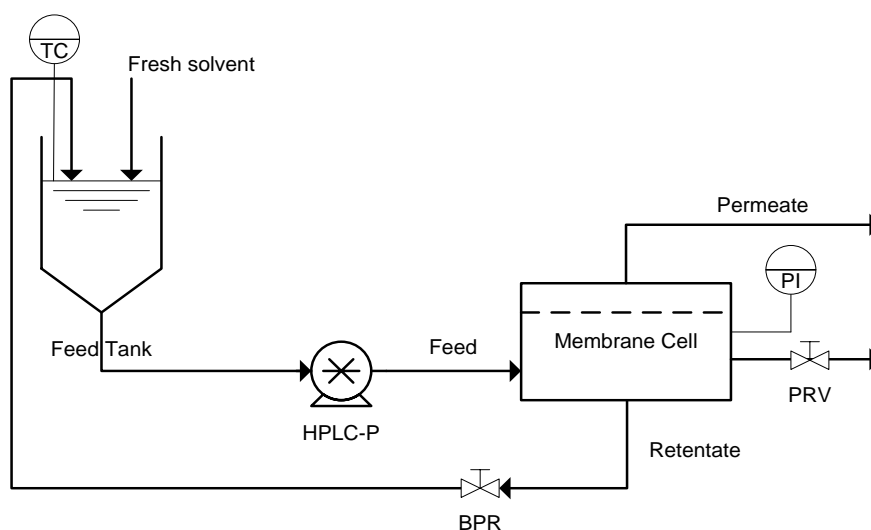 TC
Fresh solvent
Permeate
PI
Membrane Cell
Feed Tank
Feed
PRV
HPLC-P
Retentate
BPR